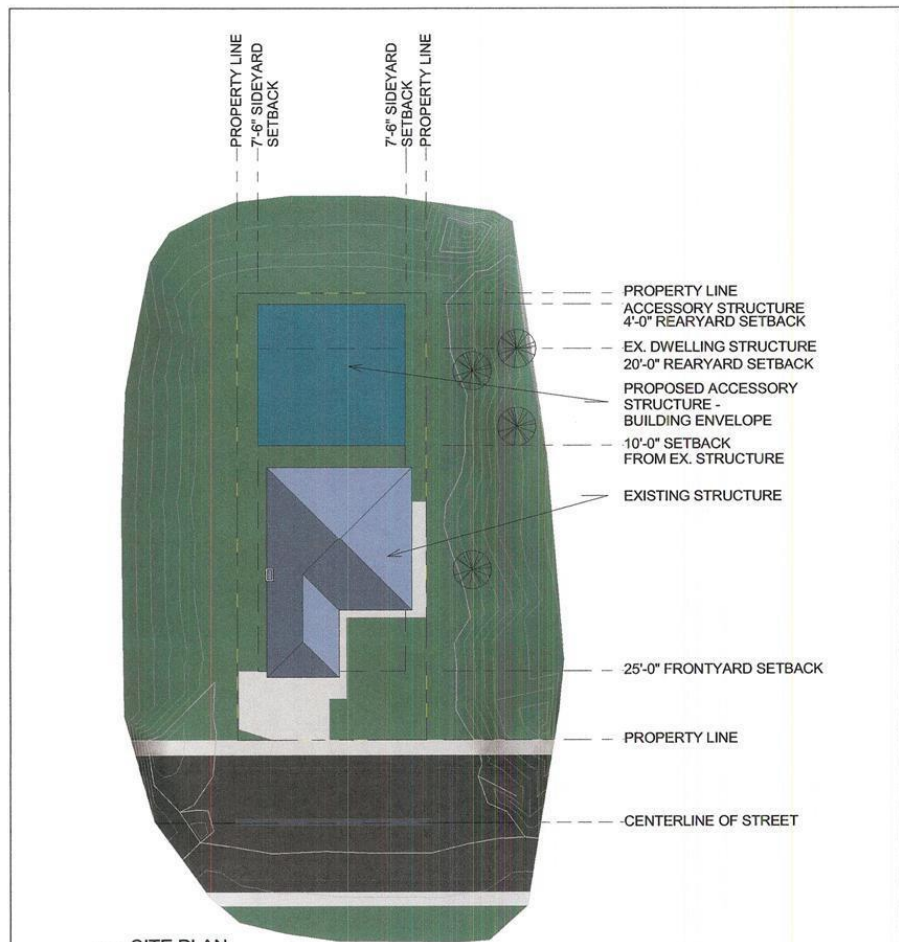 PROPERTY LINE
7'-6" SIDEYARD
SETBACK
7'-6" SIDEYARD
SETBACK
PROPERTY LINE
PROPERTY LINE
ACCESSORY STRUCTURE
4'-0" REARYARD SETBACK
EX. DWELLING STRUCTURE
20'-0" REARYARD SETBACK
PROPOSED ACCESSORY
STRUCTURE -
BUILDING ENVELOPE
10'-0" SETBACK
FROM EX. STRUCTURE
EXISTING STRUCTURE
25'-0" FRONTYARD SETBACK
PROPERTY LINE
CENTERLINE OF STREET
SITE PLAN